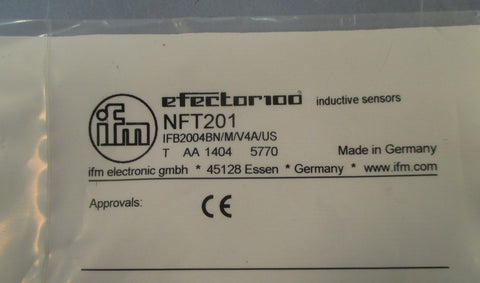 ifm
efector100 inductive sensors
NFT201
IFB2004BN/M/V4A/US
T AA 1404 5770 Made in Germany
ifm electronic gmbh * 45128 Essen * Germany * www.ifm.com
Approvals: CE